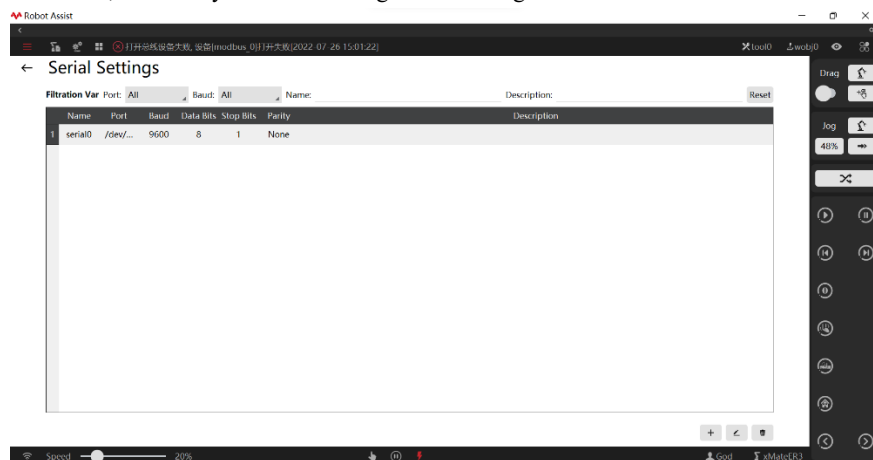 Robot Assist
打开总线设备失败, 设备[modbus_0]打开失败[2022-07-26 15:01:22] tool0 wobj0
Serial Settings
Filtration Var Port: All Baud: All Name: Description: Reset
Name Port Baud Data Bits Stop Bits Parity Description
1 serial0 /dev/... 9600 8 1 None
Drag
Jog
48%
Speed 20% God xMate(ER3